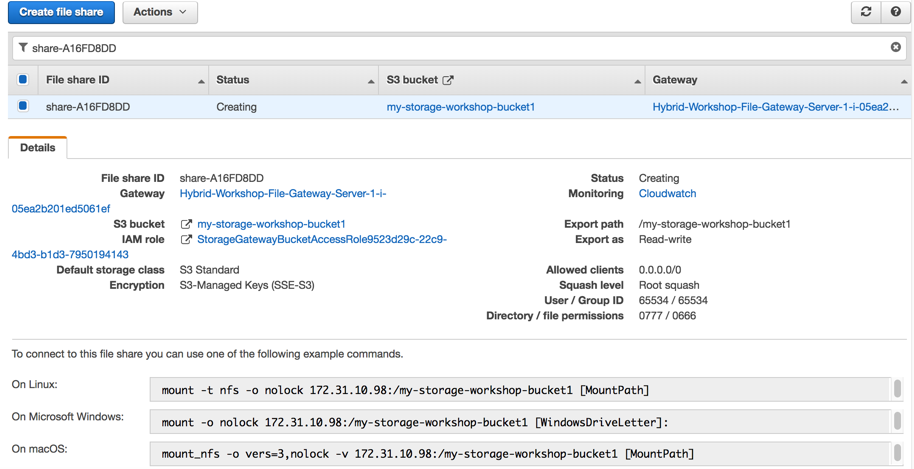 Create file share Actions
share-A16FD8DD
File share ID Status S3 bucket Gateway
share-A16FD8DD Creating my-storage-workshop-bucket1 Hybrid-Workshop-File-Gateway-Server-1-i-05ea2...
Details
File share ID share-A16FD8DD Status Creating
Gateway Hybrid-Workshop-File-Gateway-Server-1-i- Monitoring Cloudwatch
05ea2b201ed5061ef
S3 bucket my-storage-workshop-bucket1 Export path /my-storage-workshop-bucket1
IAM role StorageGatewayBucketAccessRole9523d29c-22c9- Export as Read-write
4bd3-b1d3-7950194143
Default storage class S3 Standard Allowed clients 0.0.0.0/0
Encryption S3-Managed Keys (SSE-S3) Squash level Root squash
User / Group ID 65534 / 65534
Directory / file permissions 0777 / 0666
To connect to this file share you can use one of the following example commands.
On Linux: mount -t nfs -o nolock 172.31.10.98:/my-storage-workshop-bucket1 [MountPath]
On Microsoft Windows: mount -o nolock 172.31.10.98:/my-storage-workshop-bucket1 [WindowsDriveLetter]:
On macOS: mount_nfs -o vers=3,nolock -v 172.31.10.98:/my-storage-workshop-bucket1 [MountPath]